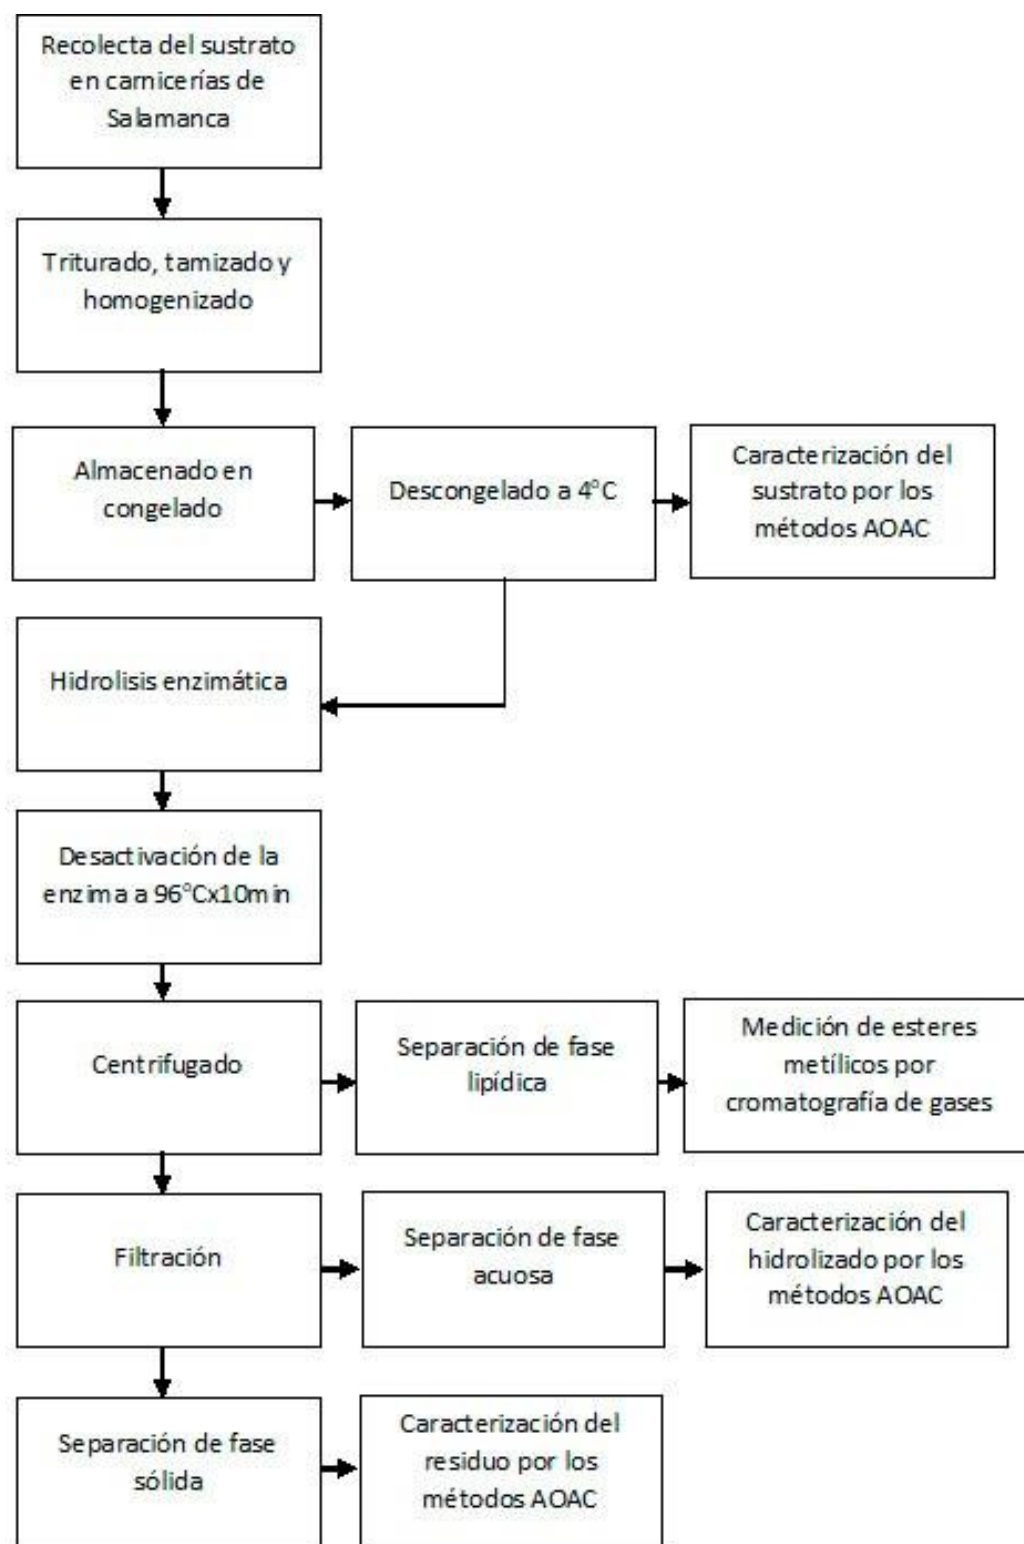 Recolecta del sustrato
en carnicerías de
Salamanca
Triturado, tamizado y
homogenizado
Almacenado en
congelado
Descongelado a 4°C
Caracterización del
sustrato por los
métodos AOAC
Hidrolisis enzimática
Desactivación de la
enzima a 96°Cx10min
Centrifugado
Separación de fase
lipídica
Medición de esteres
metílicos por
cromatografía de gases
Filtración
Separación de fase
acuosa
Caracterización del
hidrolizado por los
métodos AOAC
Separación de fase
sólida
Caracterización del
residuo por los
métodos AOAC